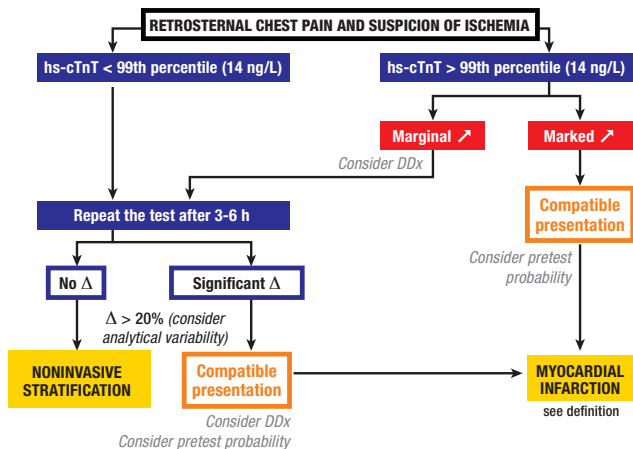 RETROSTERNAL CHEST PAIN AND SUSPICION OF ISCHEMIA
hs-cTnT < 99th percentile (14 ng/L)
hs-cTnT > 99th percentile (14 ng/L)
Marginal ↗
Marked ↗
Consider DDx
Repeat the test after 3-6 h
Compatible
presentation
Consider pretest
probability
No Δ
Significant Δ
Δ > 20% (consider
analytical variability)
NONINVASIVE
STRATIFICATION
Compatible
presentation
MYOCARDIAL
INFARCTION
see definition
Consider DDx
Consider pretest probability